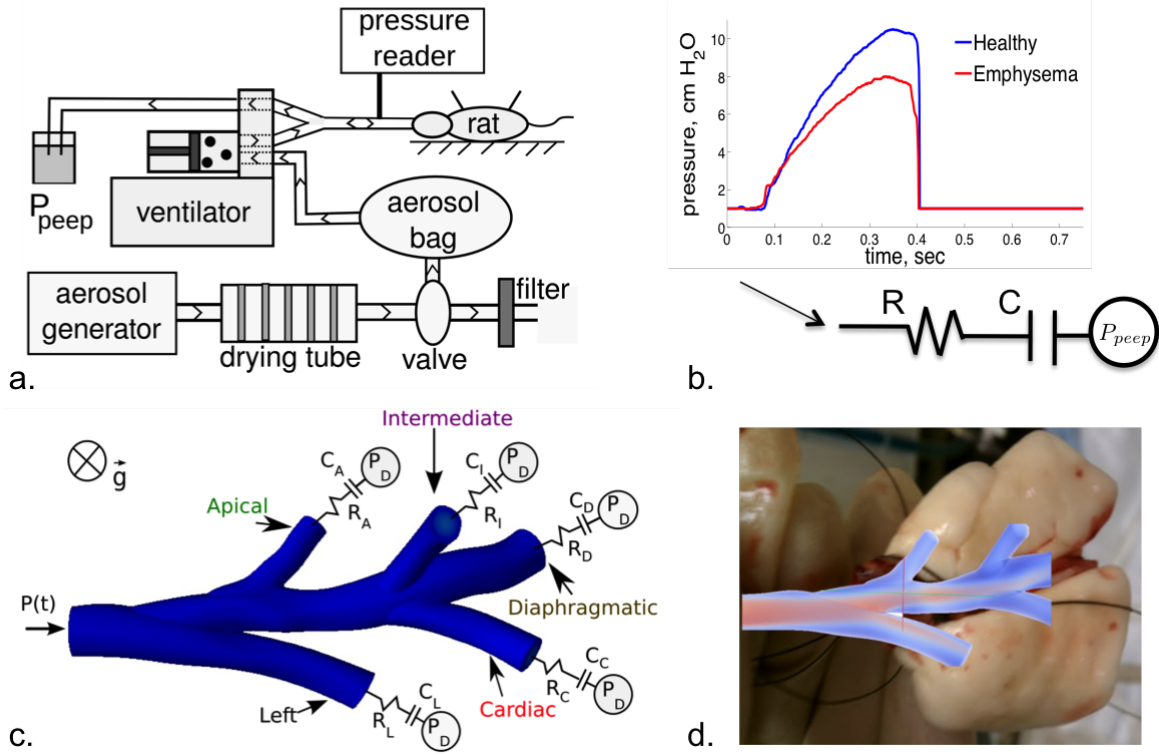 pressure
reader
rat
P_peep
ventilator
aerosol
bag
aerosol
generator
drying tube
valve
filter
a.
pressure, cm H₂O
10
8
6
4
2
0
Healthy
Emphysema
0
0.1
0.2
0.3
0.4
0.5
0.6
0.7
time, sec
R
C
P_peep
b.
Intermediate
g
Apical
C_A
P_D
R_A
C_I
P_D
R_I
C_D
P_D
R_D
Diaphragmatic
P(t)
C_C
P_D
R_C
Cardiac
Left
C_L
P_D
R_L
c.
d.